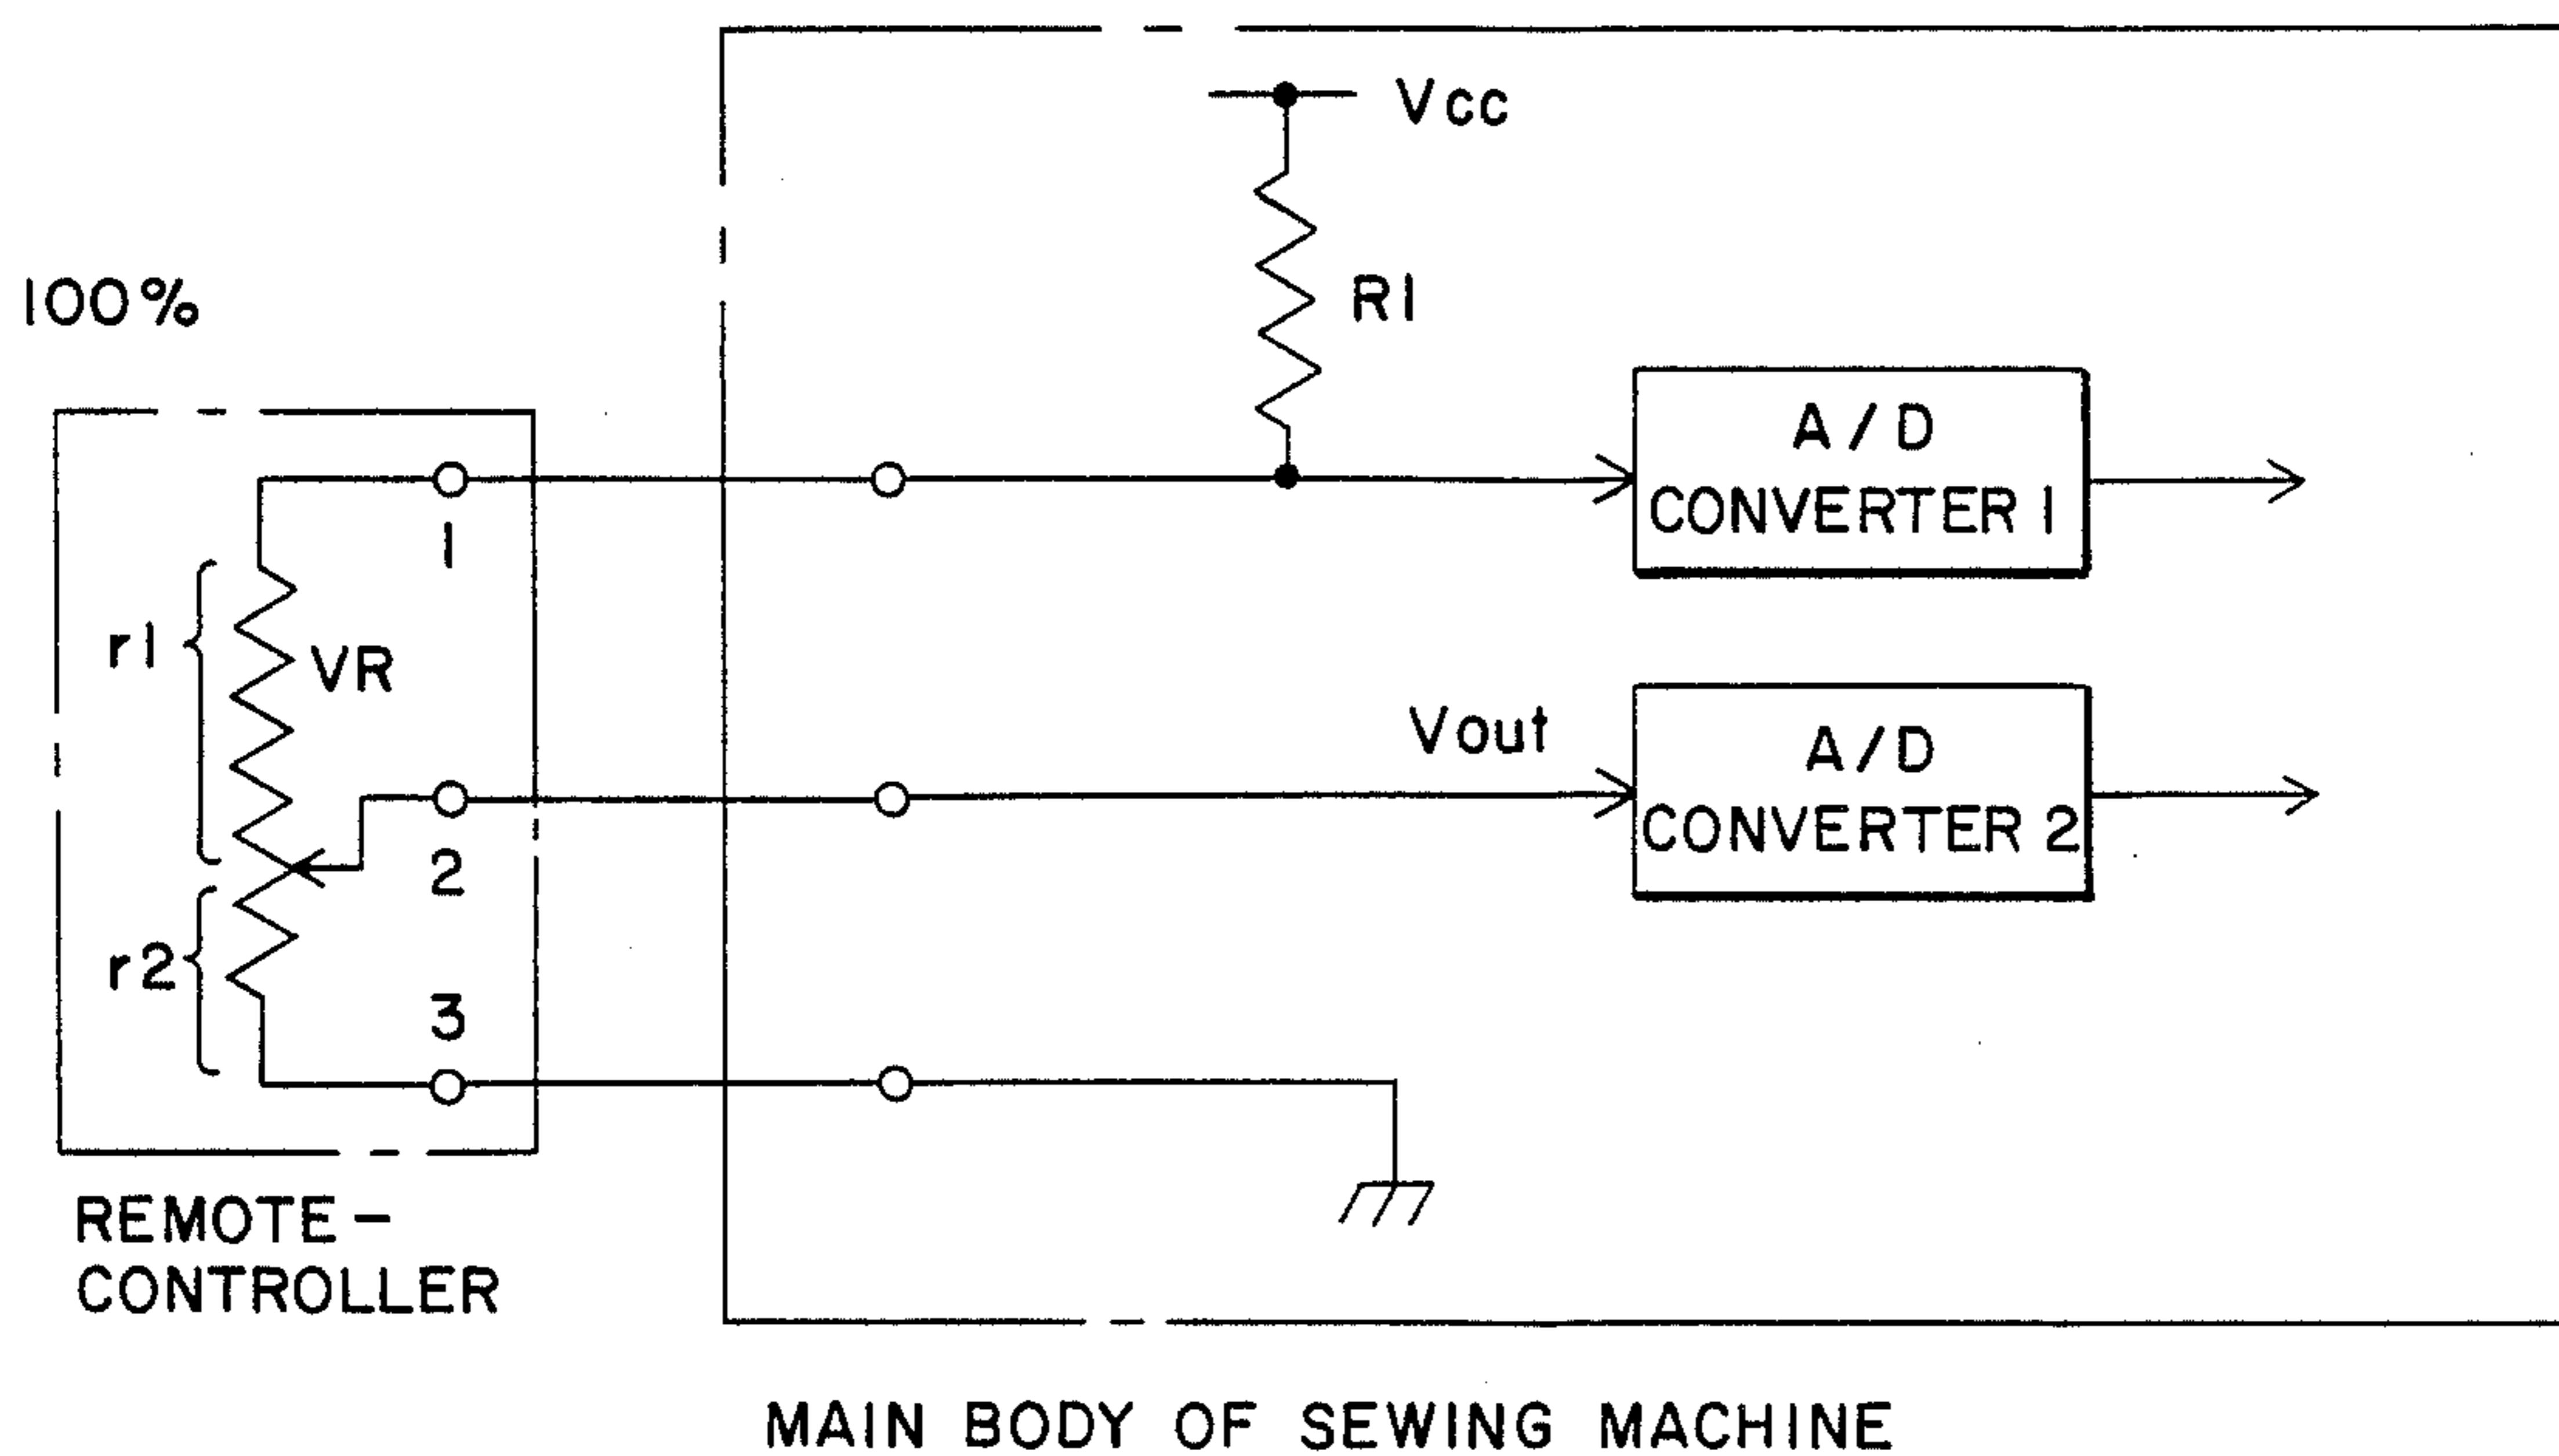 Vcc
100%
R1
A/D
CONVERTER 1
1
r1
VR
Vout
A/D
CONVERTER 2
2
r2
3
REMOTE-
CONTROLLER
MAIN BODY OF SEWING MACHINE